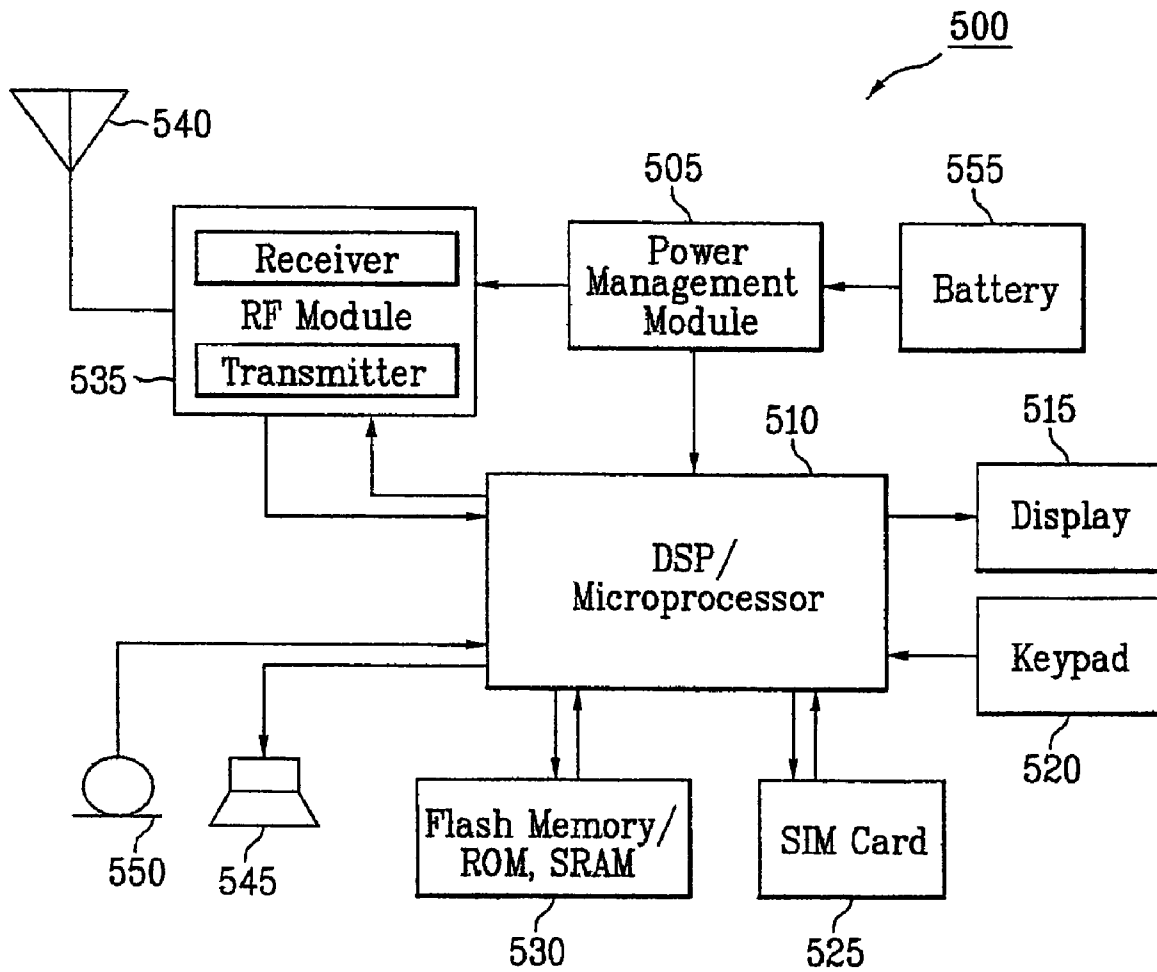 500
540
505
555
Receiver
RF Module
Transmitter
Power
Management
Module
Battery
535
510
515
DSP/
Microprocessor
Display
Keypad
520
550
545
Flash Memory/
ROM, SRAM
SIM Card
530
525